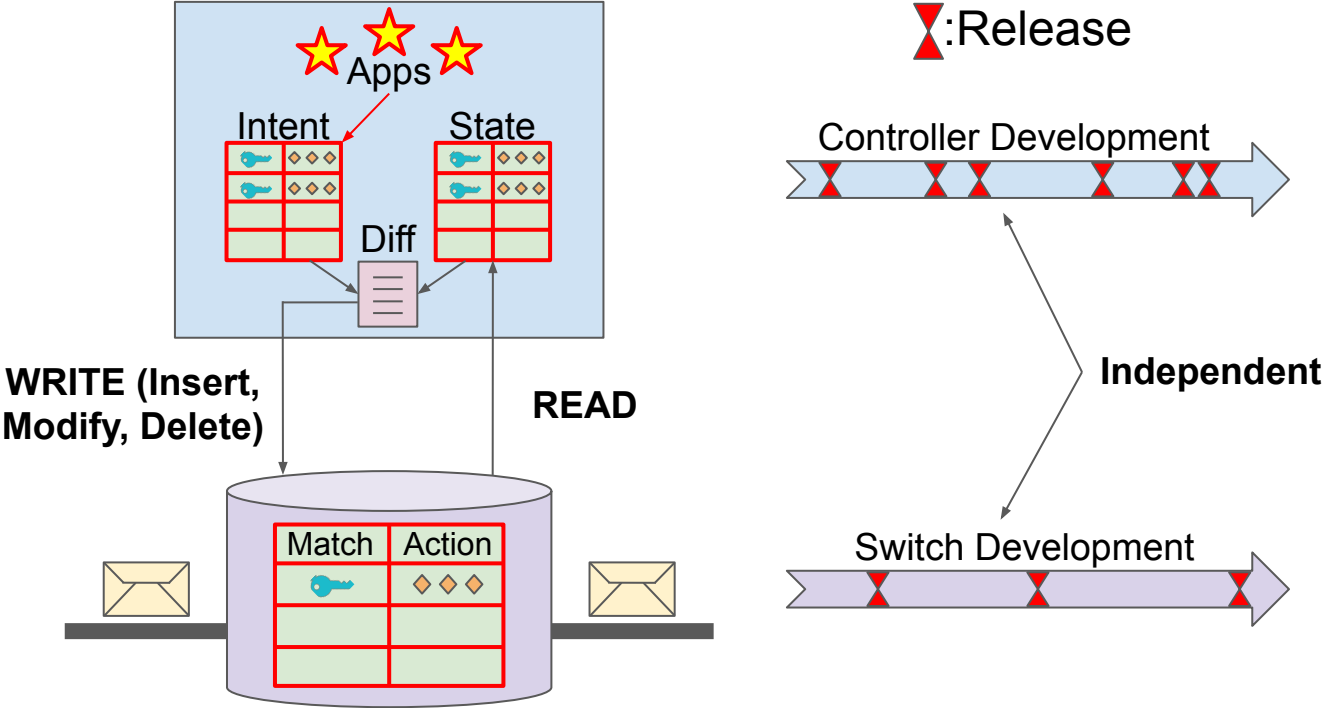 Apps
Intent
State
Diff
WRITE (Insert,
Modify, Delete)
READ
Match
Action
:Release
Controller Development
Independent
Switch Development